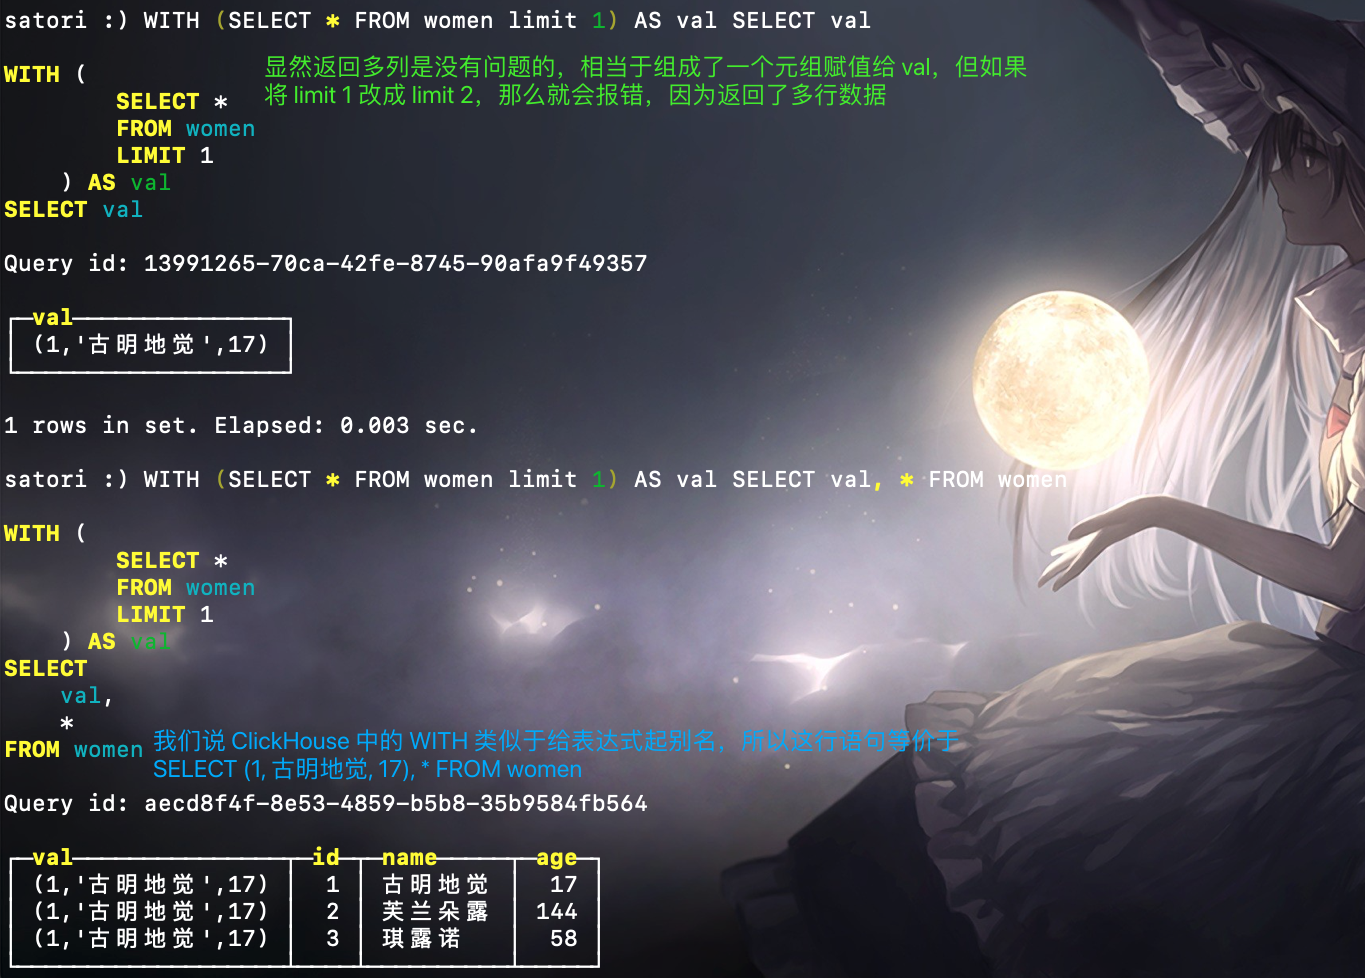 satori :) WITH (SELECT * FROM women limit 1) AS val SELECT val
WITH (
显然返回多列是没有问题的，相当于组成了一个元组赋值给 val，但如果
将 limit 1 改成 limit 2，那么就会报错，因为返回了多行数据
SELECT *
FROM women
LIMIT 1
) AS val
SELECT val
Query id: 13991265-70ca-42fe-8745-90afa9f49357
val
(1,'古明地觉',17)
1 rows in set. Elapsed: 0.003 sec.
satori :) WITH (SELECT * FROM women limit 1) AS val SELECT val, * FROM women
WITH (
SELECT *
FROM women
LIMIT 1
) AS val
SELECT
val,
*
FROM women
我们说 ClickHouse 中的 WITH 类似于给表达式起别名，所以这行语句等价于
SELECT (1, 古明地觉, 17), * FROM women
Query id: aecd8f4f-8e53-4859-b5b8-35b9584fb564
val id name age
(1,'古明地觉',17) 1 古明地觉 17
(1,'古明地觉',17) 2 芙兰朵露 144
(1,'古明地觉',17) 3 琪露诺 58